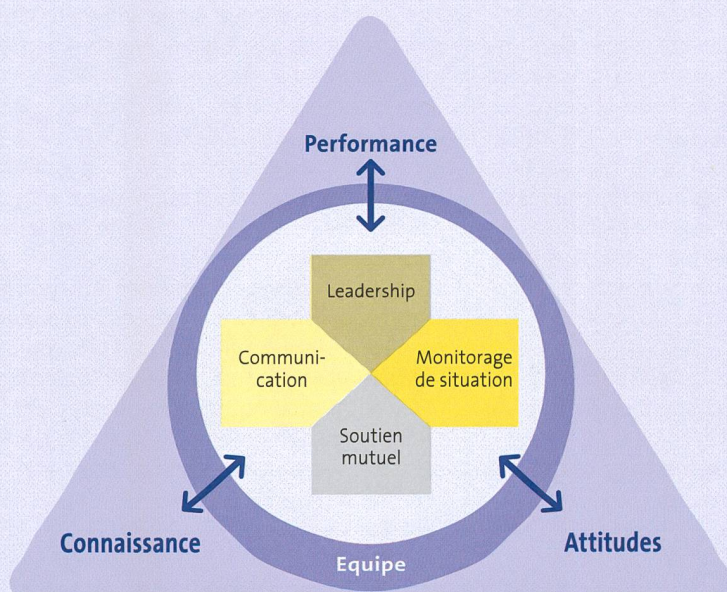 Performance
Leadership
Communi-
cation
Monitorage
de situation
Soutien
mutuel
Connaissance
Attitudes
Equipe